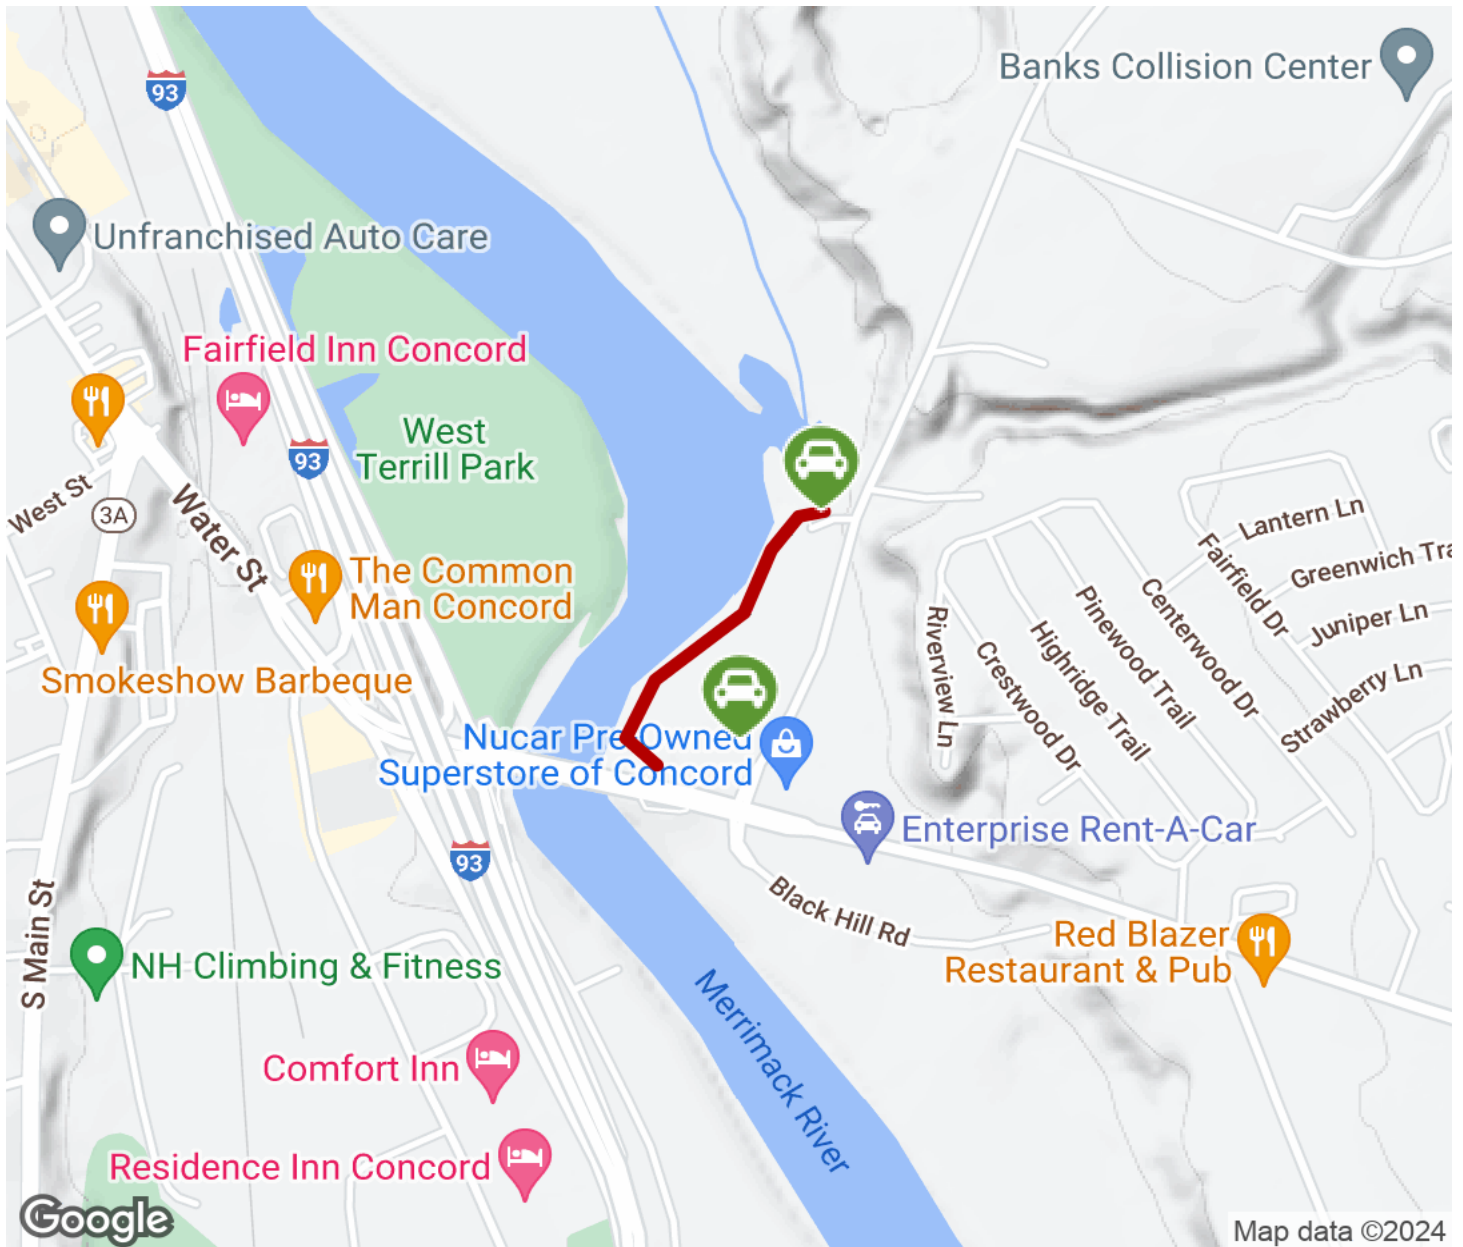 Banks Collision Center
93
Unfranchised Auto Care
Fairfield Inn Concord
West
Terrill Park
93
West St
3A
Water St
The Common
Man Concord
Smokeshow Barbeque
Lantern Ln
Fairfield Dr
Greenwich Tra
Juniper Ln
Strawberry Ln
Centerwood Dr
Pinewood Trail
Highridge Trail
Crestwood Dr
Riverview Ln
Nucar Pre-Owned
Superstore of Concord
Enterprise Rent-A-Car
93
Black Hill Rd
Red Blazer
Restaurant & Pub
S Main St
NH Climbing & Fitness
Merrimack River
Comfort Inn
Residence Inn Concord
Google
Map data ©2024